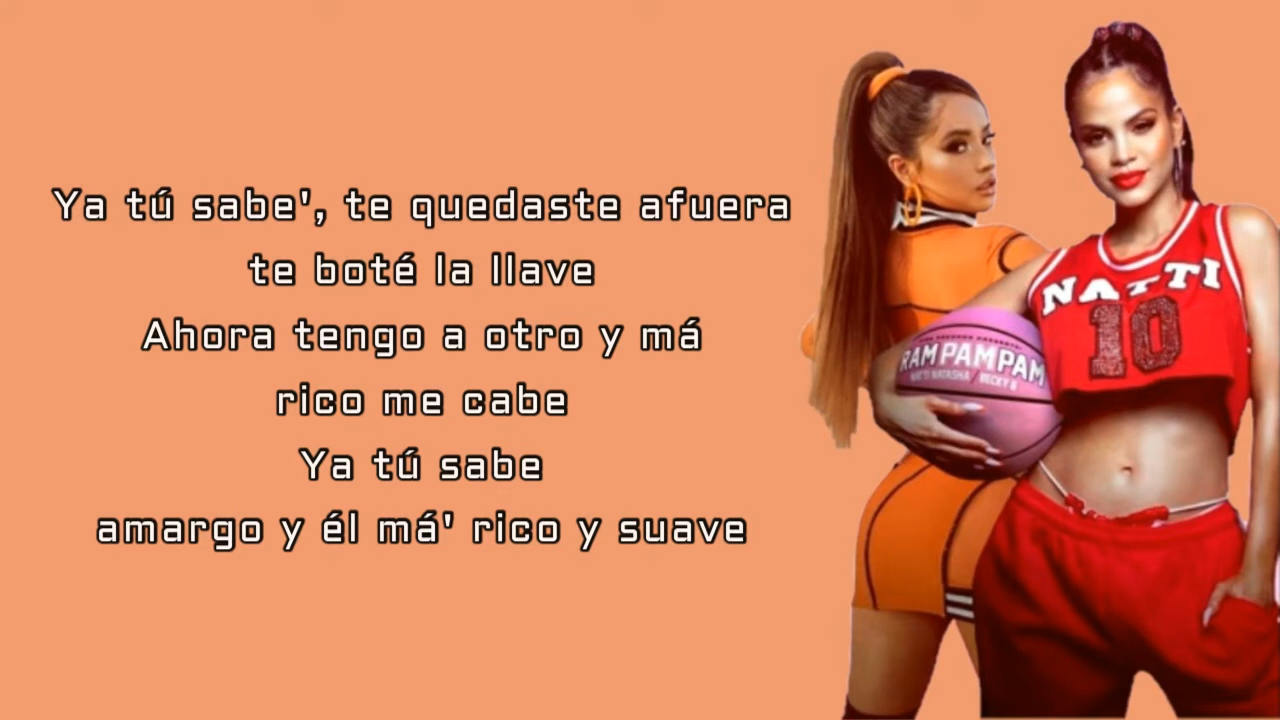 Ya tú sabe', te quedaste afuera
te boté la llave
Ahora tengo a otro y má
rico me cabe
Ya tú sabe
amargo y él má' rico y suave
NATTI
10
RAM PAM PAM
NATTI NATASHA / BECKY G